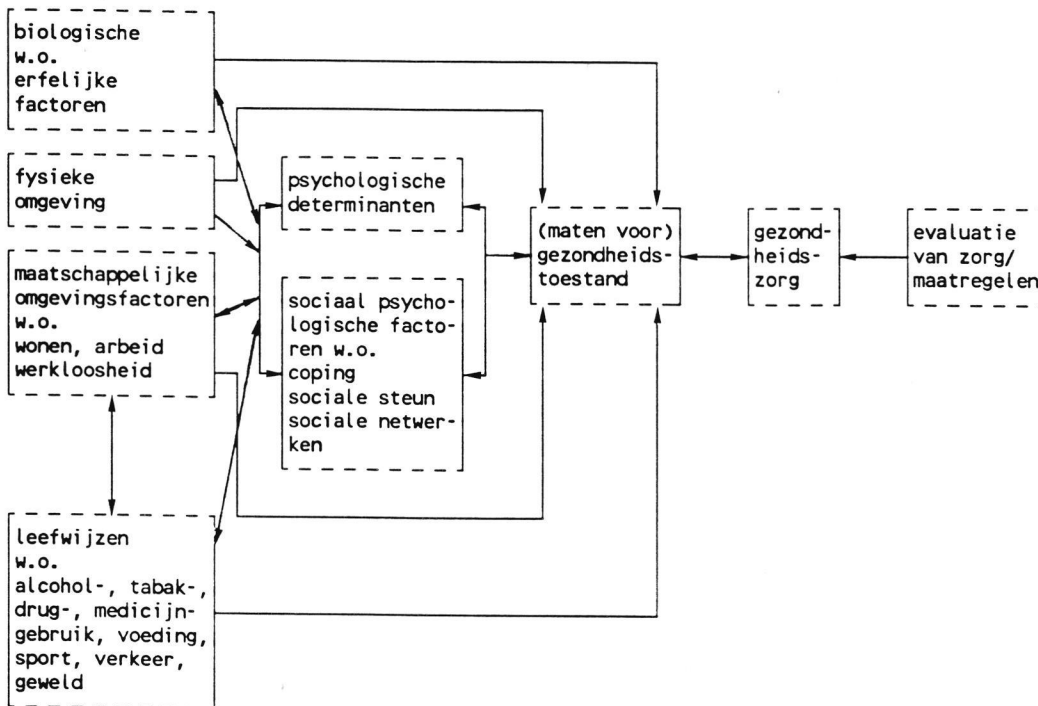 biologische
w.o.
erfelijke
factoren
fysieke
omgeving
maatschappelijke
omgevingsfactoren
w.o.
wonen, arbeid
werkloosheid
leefwijzen
w.o.
alcohol-, tabak-,
drug-, medicijn-
gebruik, voeding,
sport, verkeer,
geweld
psychologische
determinanten
sociaal psycho-
logische facto-
ren w.o.
coping
sociale steun
sociale netwer-
ken
(maten voor)
gezondheids-
toestand
gezond-
heids-
zorg
evaluatie
van zorg/
maatregelen